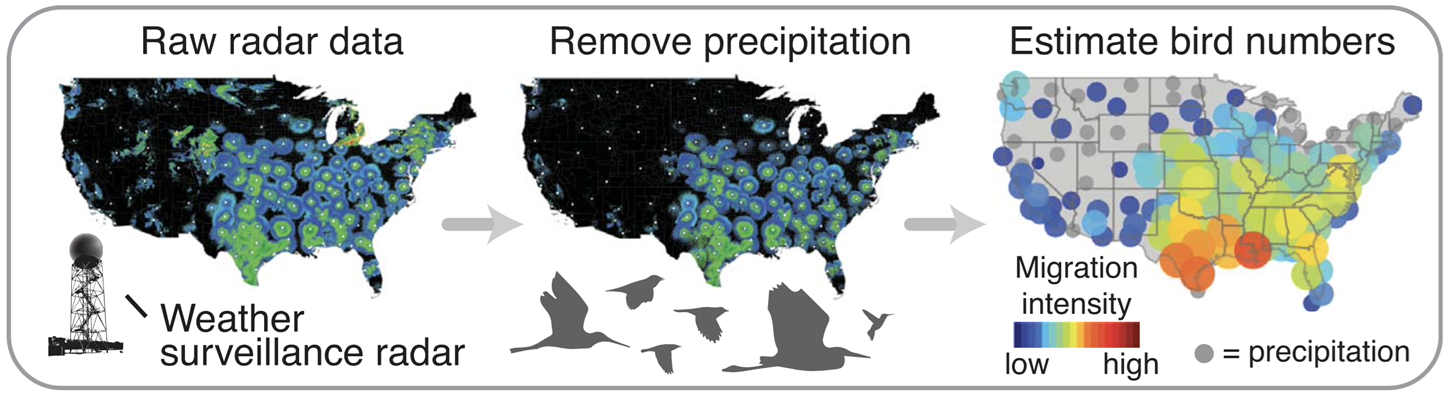 Raw radar data
Remove precipitation
Estimate bird numbers
Weather
surveillance radar
Migration
intensity
low
high
= precipitation